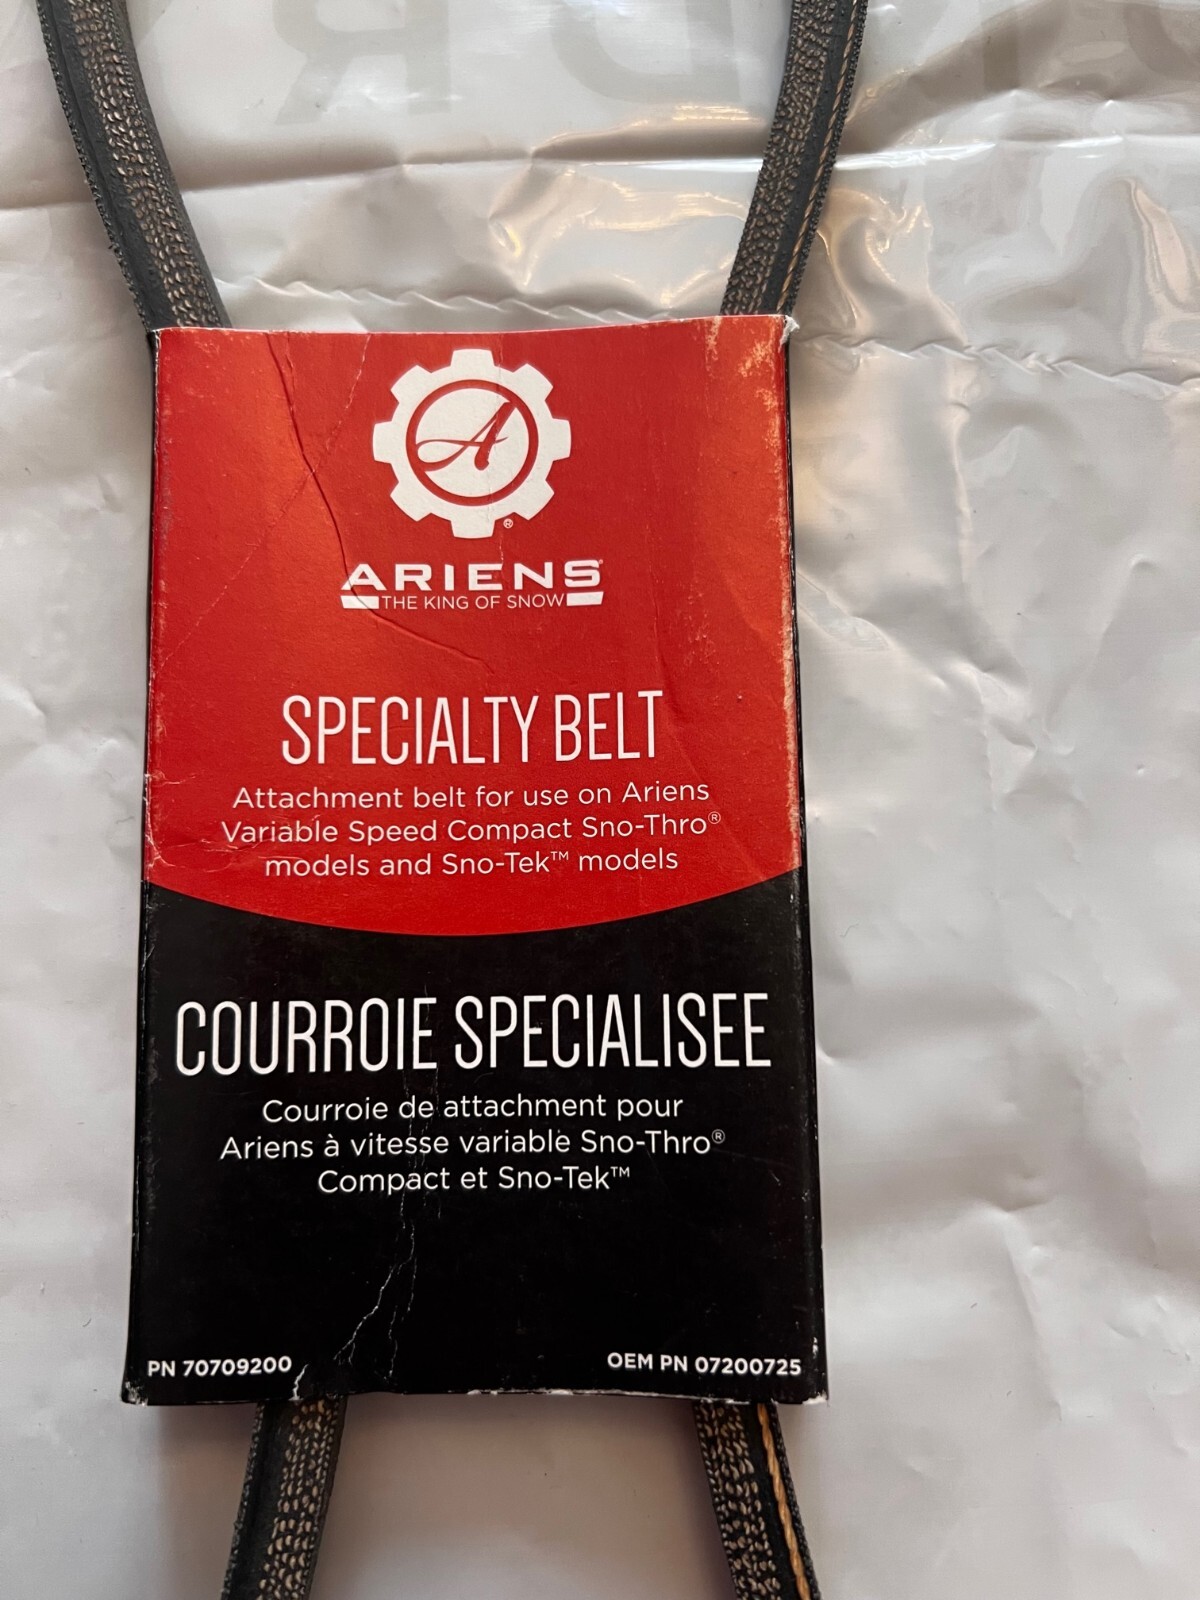 A
®
ARIENS®
THE KING OF SNOW
SPECIALTY BELT
Attachment belt for use on Ariens
Variable Speed Compact Sno-Thro®
models and Sno-Tek™ models
COURROIE SPECIALISEE
Courroie de attachment pour
Ariens à vitesse variable Sno-Thro®
Compact et Sno-Tek™
PN 70709200
OEM PN 07200725